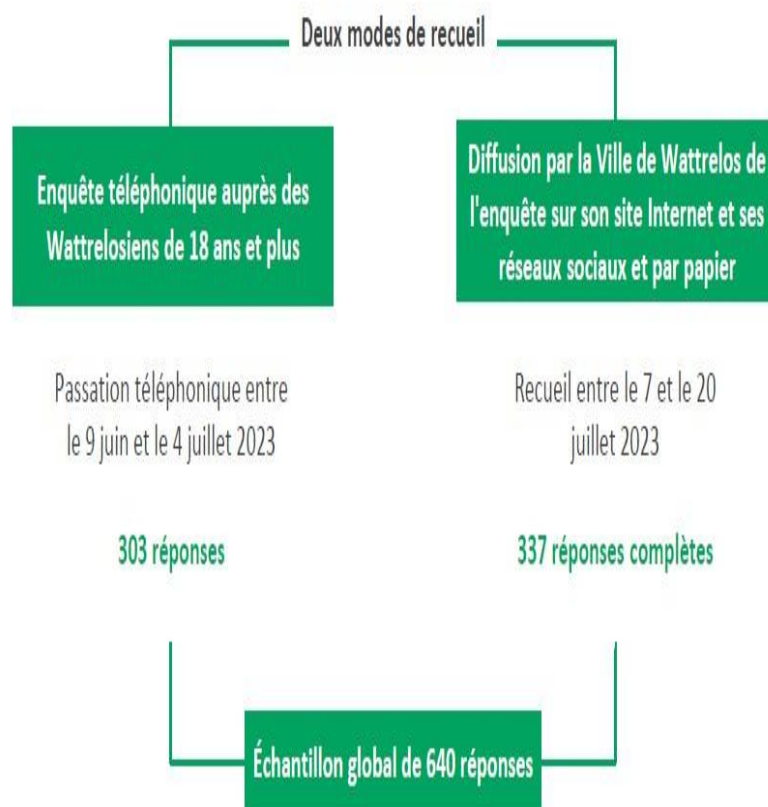 Deux modes de recueil
Enquête téléphonique auprès des
Wattrelosiens de 18 ans et plus
Passation téléphonique entre
le 9 juin et le 4 juillet 2023
303 réponses
Diffusion par la Ville de Wattrelos de
l'enquête sur son site Internet et ses
réseaux sociaux et par papier
Recueil entre le 7 et le 20
juillet 2023
337 réponses complètes
Échantillon global de 640 réponses